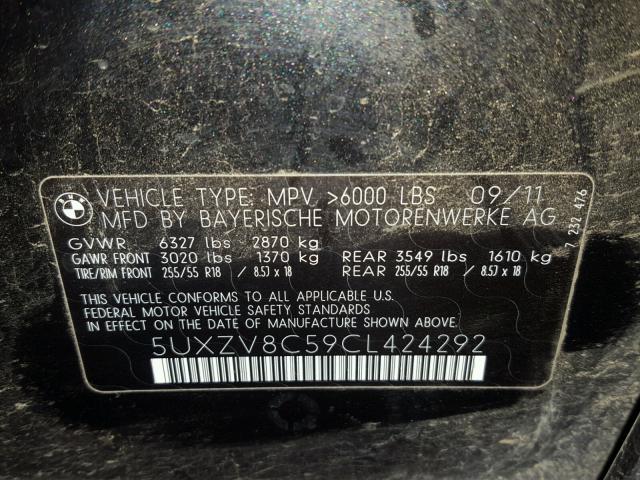 BMW
VEHICLE TYPE: MPV >6000 LBS 09/11
MFD BY BAYERISCHE MOTORENWERKE AG
GVWR 6327 lbs 2870 kg
GAWR FRONT 3020 lbs 1370 kg REAR 3549 lbs 1610 kg
TIRE/RIM FRONT 255/55 R18 / 8.5J x 18 REAR 255/55 R18 / 8.5J x 18
THIS VEHICLE CONFORMS TO ALL APPLICABLE U.S.
FEDERAL MOTOR VEHICLE SAFETY STANDARDS
IN EFFECT ON THE DATE OF MANUFACTURE SHOWN ABOVE.
5UXZV8C59CL424292
7 232 476